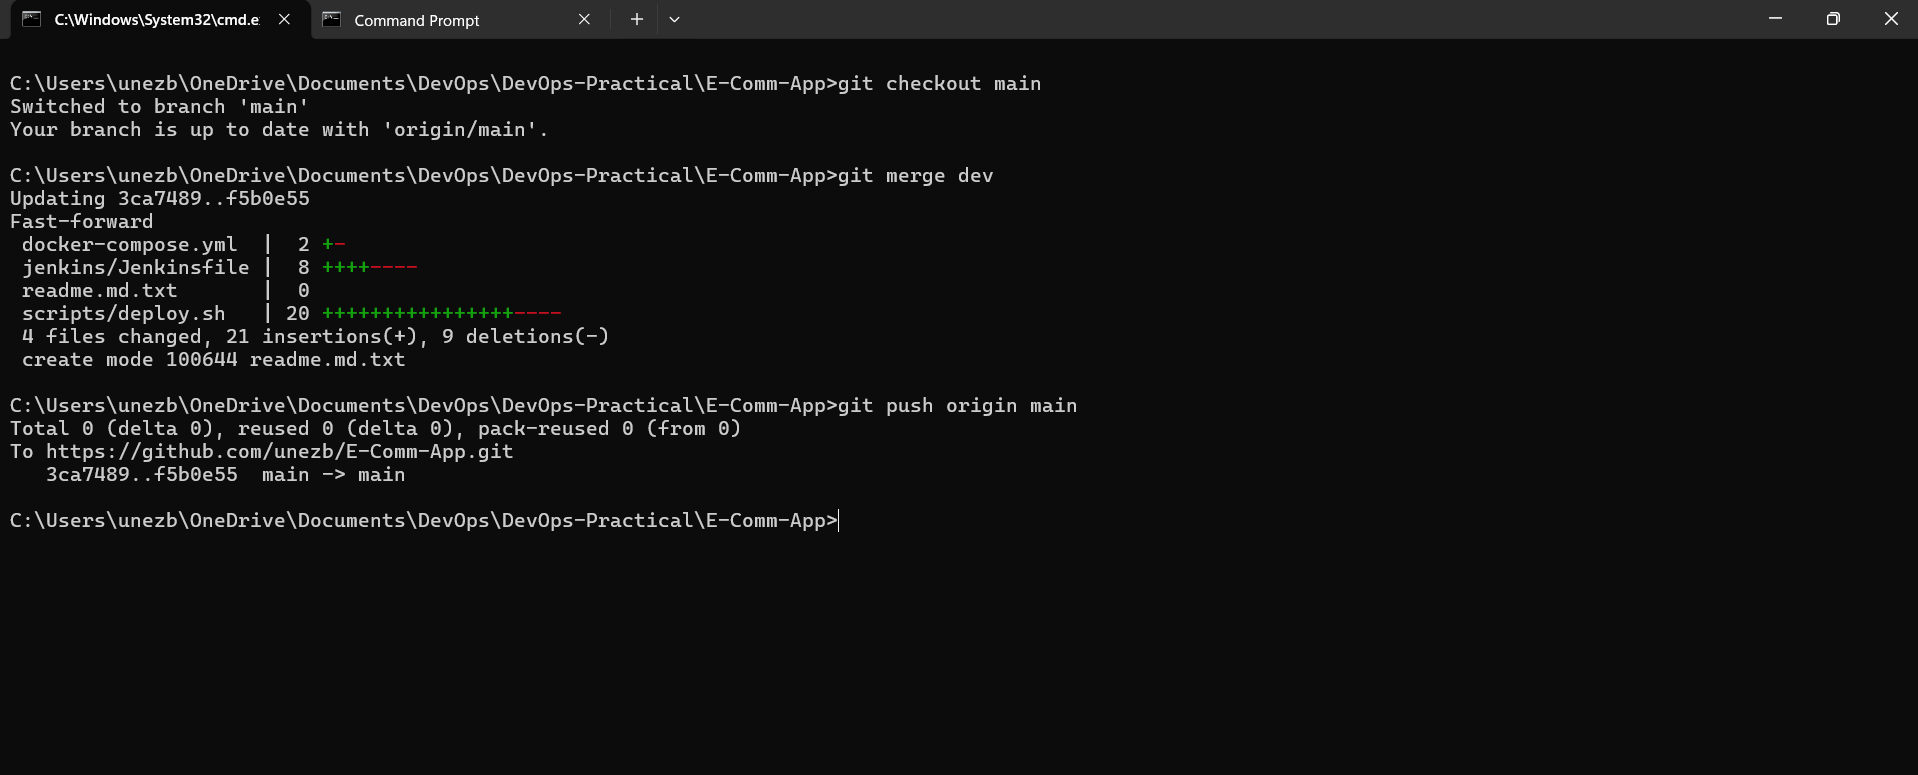 C:\Windows\System32\cmd.e
Command Prompt
C:\Users\unezb\OneDrive\Documents\DevOps\DevOps-Practical\E-Comm-App>git checkout main
Switched to branch 'main'
Your branch is up to date with 'origin/main'.
C:\Users\unezb\OneDrive\Documents\DevOps\DevOps-Practical\E-Comm-App>git merge dev
Updating 3ca7489..f5b0e55
Fast-forward
 docker-compose.yml  |  2 +-
 jenkins/Jenkinsfile |  8 ++++----
 readme.md.txt       |  0
 scripts/deploy.sh   | 20 ++++++++++++++++----
 4 files changed, 21 insertions(+), 9 deletions(-)
 create mode 100644 readme.md.txt
C:\Users\unezb\OneDrive\Documents\DevOps\DevOps-Practical\E-Comm-App>git push origin main
Total 0 (delta 0), reused 0 (delta 0), pack-reused 0 (from 0)
To https://github.com/unezb/E-Comm-App.git
   3ca7489..f5b0e55  main -> main
C:\Users\unezb\OneDrive\Documents\DevOps\DevOps-Practical\E-Comm-App>